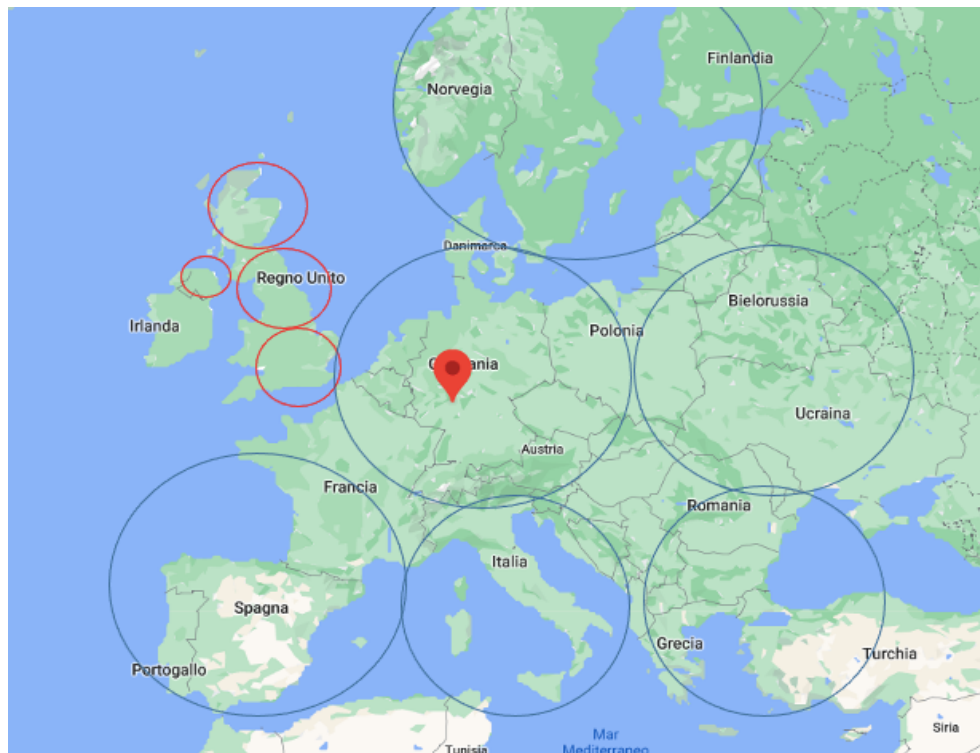 Finlandia
Norvegia
Danimarca
Regno Unito
Bielorussia
Irlanda
Polonia
Ucraina
Austria
Francia
Romania
Italia
Spagna
Grecia
Portogallo
Turchia
Siria
Mar
Mediterraneo
Tunisia